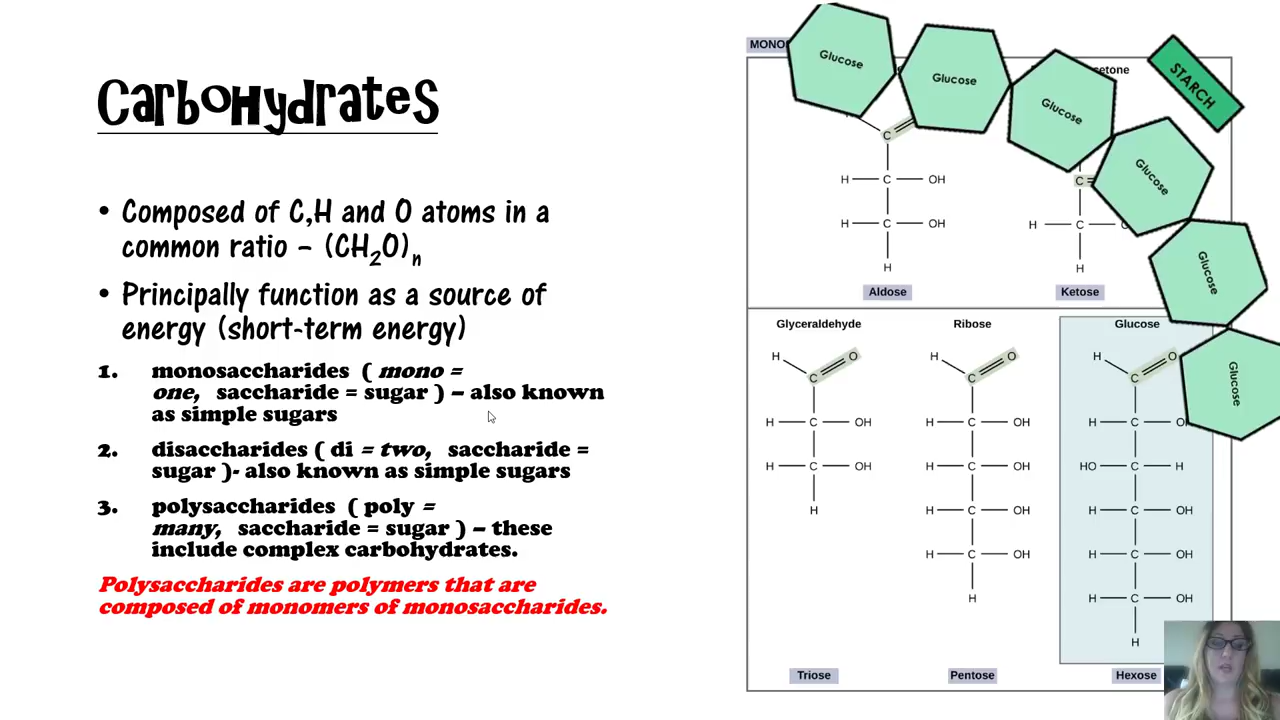 Carbohydrates
• Composed of C,H and O atoms in a
common ratio – (CH2O)n
• Principally function as a source of
energy (short-term energy)
1. monosaccharides ( mono =
one, saccharide = sugar ) – also known
as simple sugars
2. disaccharides ( di = two, saccharide =
sugar )- also known as simple sugars
3. polysaccharides ( poly =
many, saccharide = sugar ) – these
include complex carbohydrates.
Polysaccharides are polymers that are
composed of monomers of monosaccharides.
Glucose
Glucose
Glucose
Glucose
Glucose
Glucose
STARCH
C
H C OH
H C OH
H
Aldose
C
H C
H
Ketose
Glyceraldehyde
H O
C
H C OH
H C OH
H
Triose
Ribose
H O
C
H C OH
H C OH
H C OH
H C OH
H
Pentose
Glucose
H O
C
H C
HO C H
H C OH
H C OH
H C OH
H
Hexose